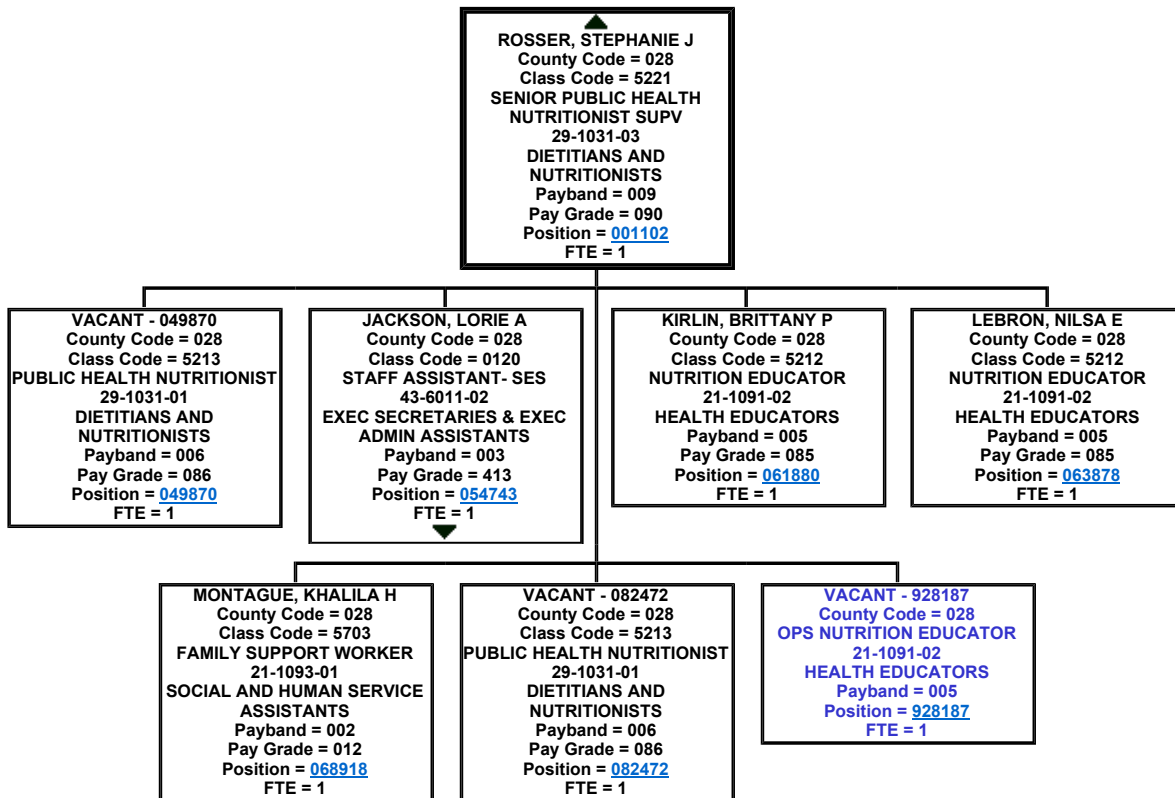 ROSSER, STEPHANIE J
County Code = 028
Class Code = 5221
SENIOR PUBLIC HEALTH
NUTRITIONIST SUPV
29-1031-03
DIETITIANS AND
NUTRITIONISTS
Payband = 009
Pay Grade = 090
Position = 001102
FTE = 1
VACANT - 049870
County Code = 028
Class Code = 5213
PUBLIC HEALTH NUTRITIONIST
29-1031-01
DIETITIANS AND
NUTRITIONISTS
Payband = 006
Pay Grade = 086
Position = 049870
FTE = 1
JACKSON, LORIE A
County Code = 028
Class Code = 0120
STAFF ASSISTANT- SES
43-6011-02
EXEC SECRETARIES & EXEC
ADMIN ASSISTANTS
Payband = 003
Pay Grade = 413
Position = 054743
FTE = 1
KIRLIN, BRITTANY P
County Code = 028
Class Code = 5212
NUTRITION EDUCATOR
21-1091-02
HEALTH EDUCATORS
Payband = 005
Pay Grade = 085
Position = 061880
FTE = 1
LEBRON, NILSA E
County Code = 028
Class Code = 5212
NUTRITION EDUCATOR
21-1091-02
HEALTH EDUCATORS
Payband = 005
Pay Grade = 085
Position = 063878
FTE = 1
MONTAGUE, KHALILA H
County Code = 028
Class Code = 5703
FAMILY SUPPORT WORKER
21-1093-01
SOCIAL AND HUMAN SERVICE
ASSISTANTS
Payband = 002
Pay Grade = 012
Position = 068918
FTE = 1
VACANT - 082472
County Code = 028
Class Code = 5213
PUBLIC HEALTH NUTRITIONIST
29-1031-01
DIETITIANS AND
NUTRITIONISTS
Payband = 006
Pay Grade = 086
Position = 082472
FTE = 1
VACANT - 928187
County Code = 028
OPS NUTRITION EDUCATOR
21-1091-02
HEALTH EDUCATORS
Payband = 005
Position = 928187
FTE = 1